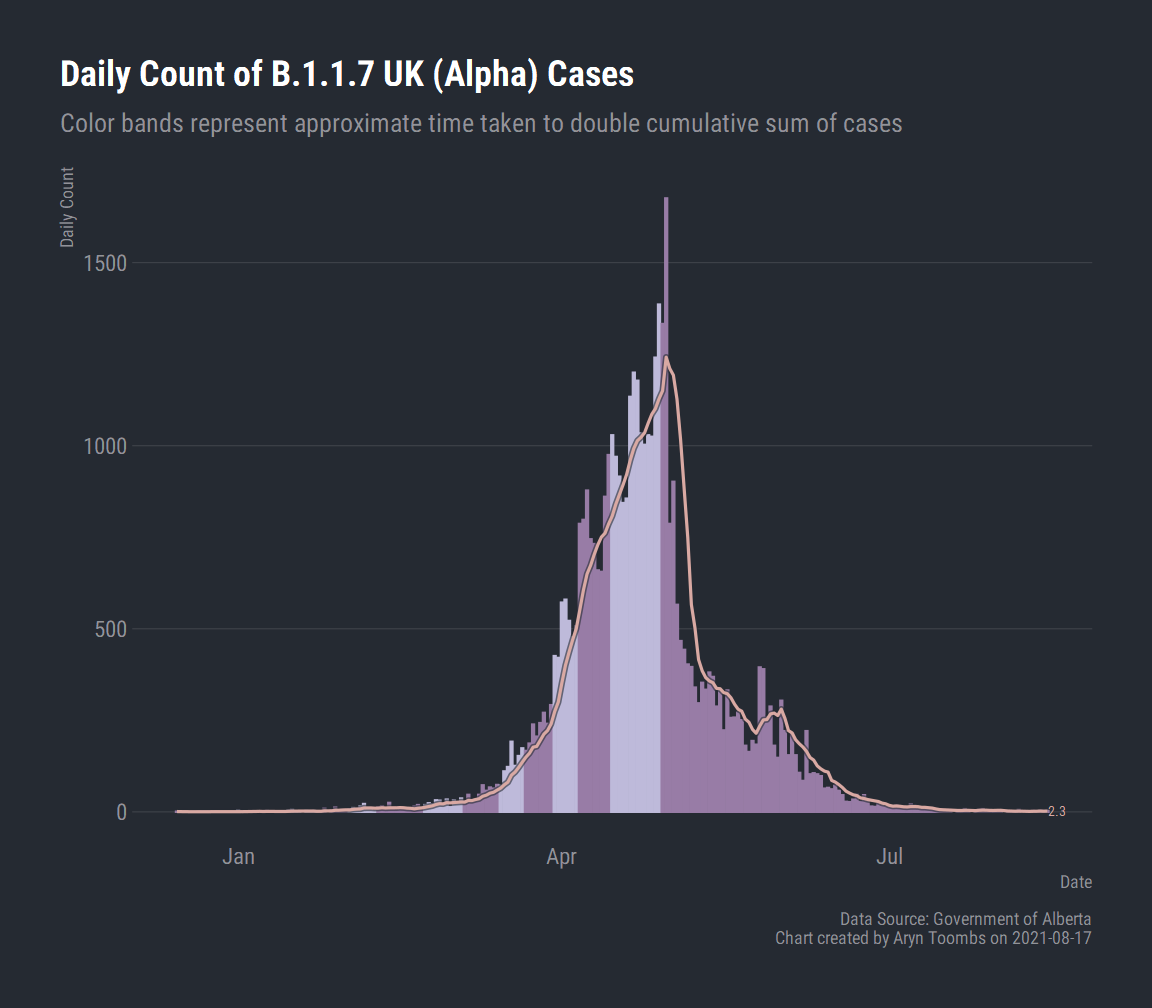 Daily Count of B.1.1.7 UK (Alpha) Cases
Color bands represent approximate time taken to double cumulative sum of cases
Daily Count
1500
1000
500
0
2.3
Jan Apr Jul
Date
Data Source: Government of Alberta
Chart created by Aryn Toombs on 2021-08-17